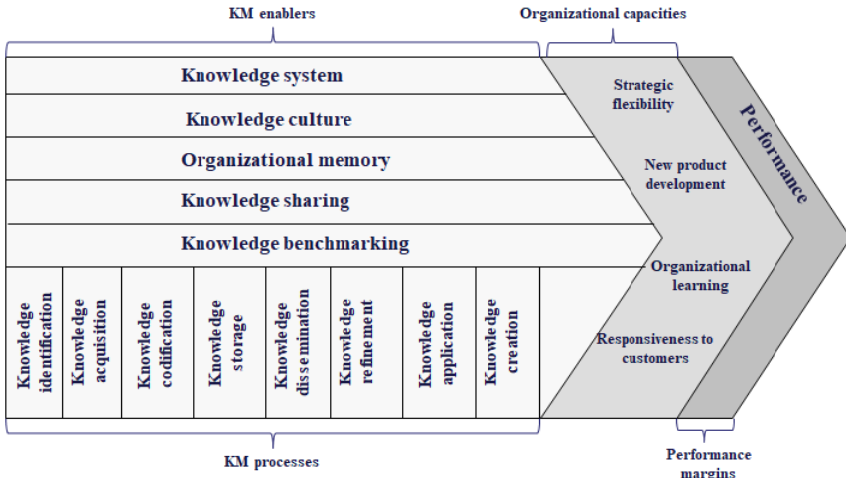 KM enablers
Organizational capacities
Knowledge system
Knowledge culture
Organizational memory
Knowledge sharing
Knowledge benchmarking
Strategic
flexibility
New product
development
Organizational
learning
Responsiveness to
customers
Performance
Knowledge
identification
Knowledge
acquisition
Knowledge
codification
Knowledge
storage
Knowledge
dissemination
Knowledge
refinement
Knowledge
application
Knowledge
creation
KM processes
Performance
margins